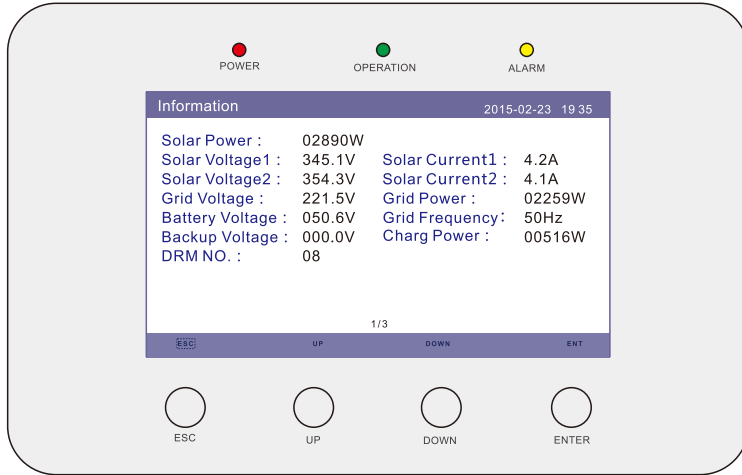 POWER OPERATION ALARM
Information 2015-02-23 19 35
Solar Power : 02890W
Solar Voltage1 : 345.1V Solar Current1 : 4.2A
Solar Voltage2 : 354.3V Solar Current2 : 4.1A
Grid Voltage : 221.5V Grid Power : 02259W
Battery Voltage : 050.6V Grid Frequency: 50Hz
Backup Voltage : 000.0V Charg Power : 00516W
DRM NO. : 08
1/3
ESC UP DOWN ENT
ESC UP DOWN ENTER